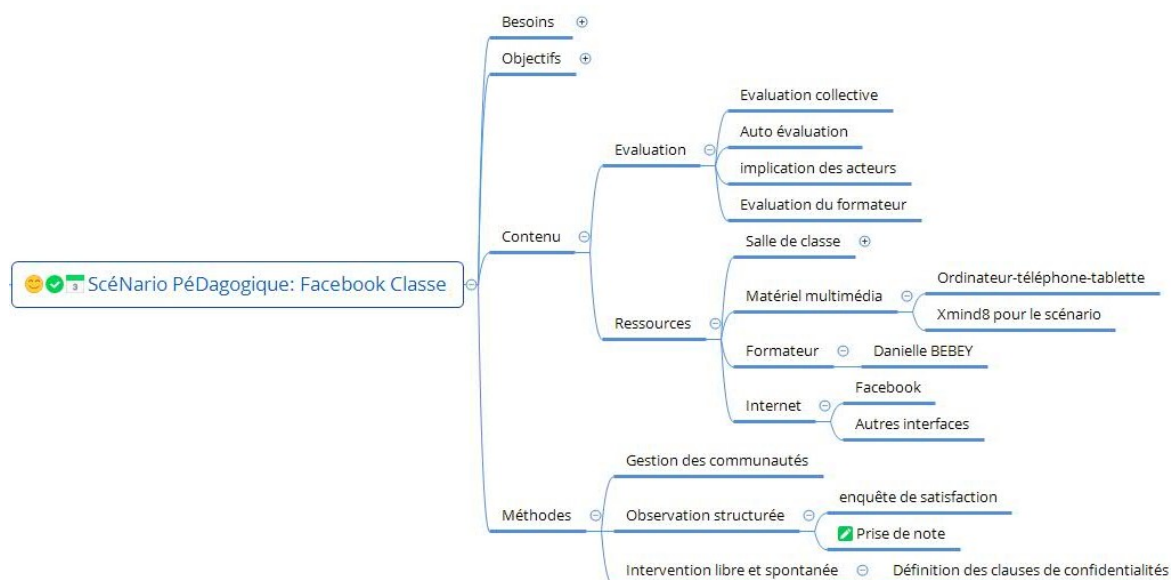 Besoins
Objectifs
Evaluation collective
Auto évaluation
Evaluation
implication des acteurs
Evaluation du formateur
Contenu
Salle de classe
ScéNario PéDagogique: Facebook Classe
Ordinateur-téléphone-tablette
Matériel multimédia
Xmind8 pour le scénario
Ressources
Formateur
Danielle BEBEY
Internet
Facebook
Autres interfaces
Gestion des communautés
Méthodes
Observation structurée
enquête de satisfaction
Prise de note
Intervention libre et spontanée
Définition des clauses de confidentialités